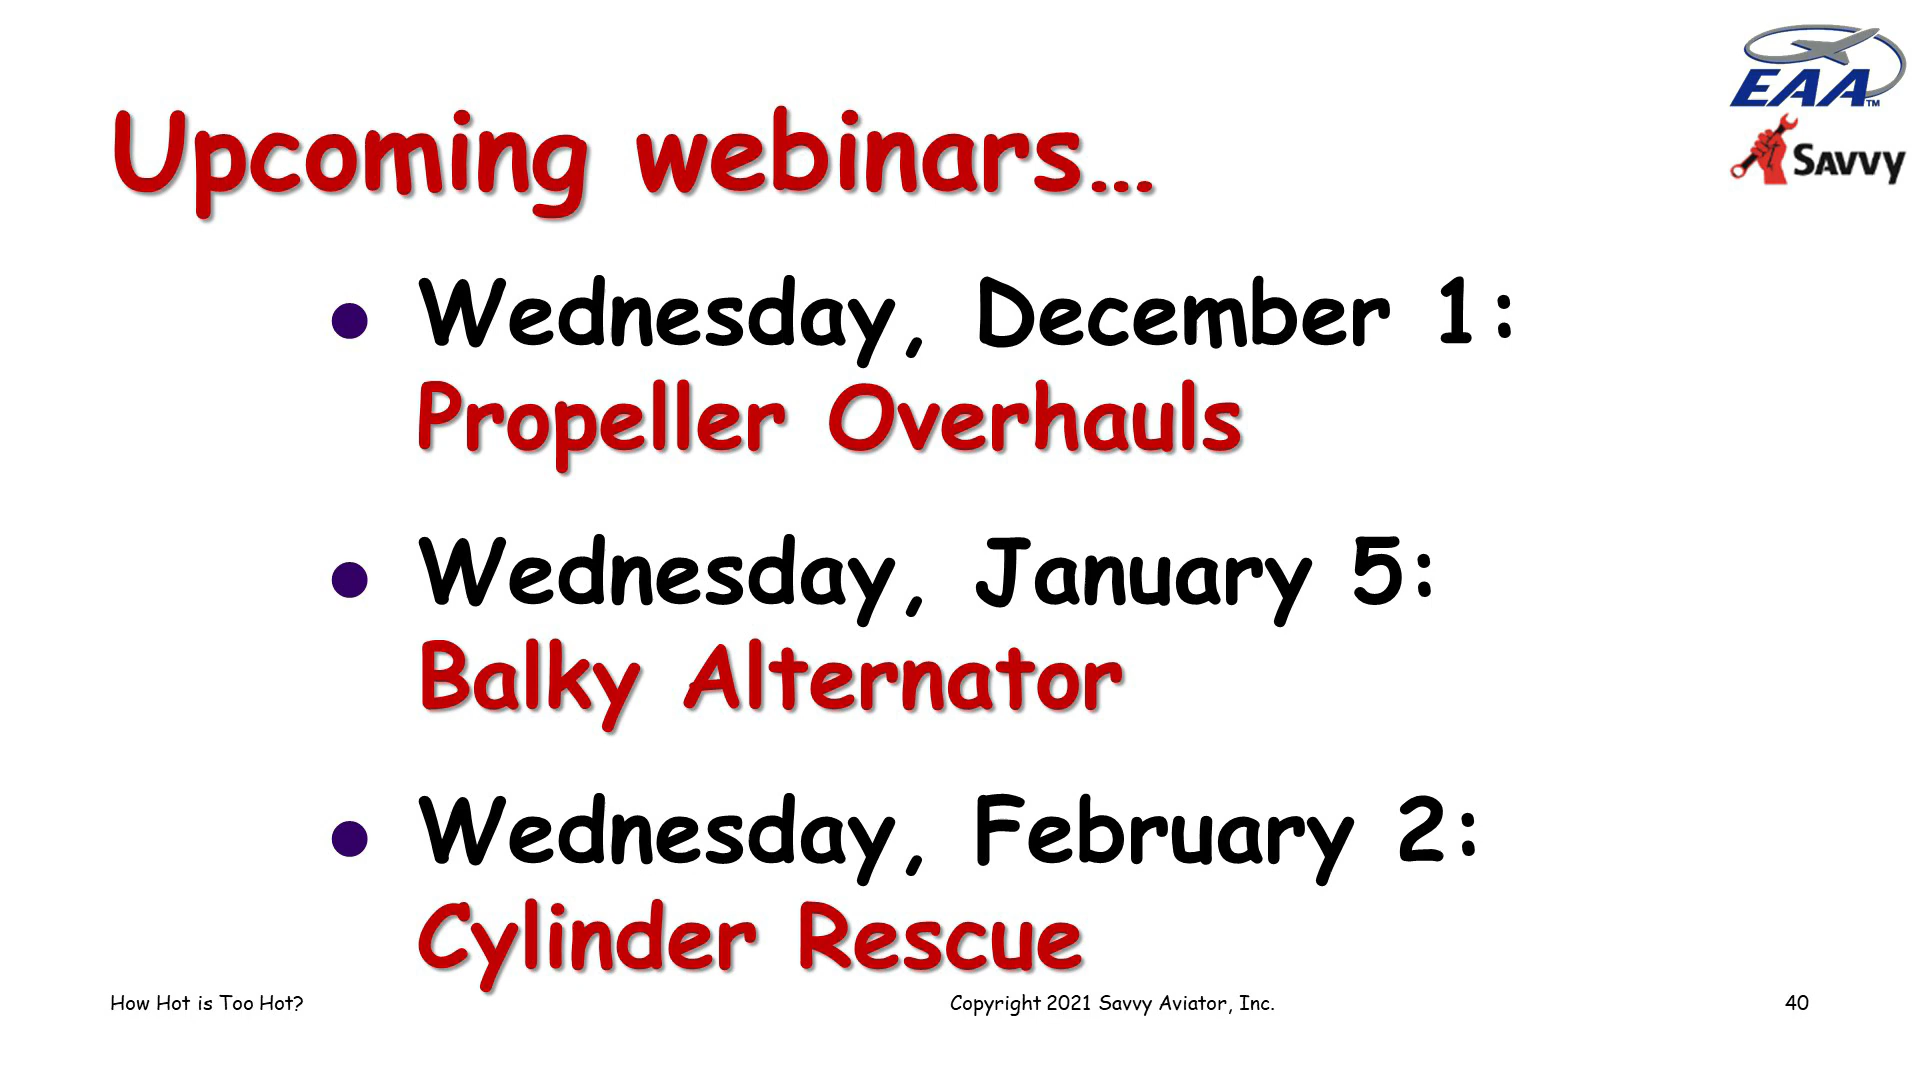 EAA™
SAVVY
Upcoming webinars...
● Wednesday, December 1:
Propeller Overhauls
● Wednesday, January 5:
Balky Alternator
● Wednesday, February 2:
Cylinder Rescue
How Hot is Too Hot?
Copyright 2021 Savvy Aviator, Inc.
40